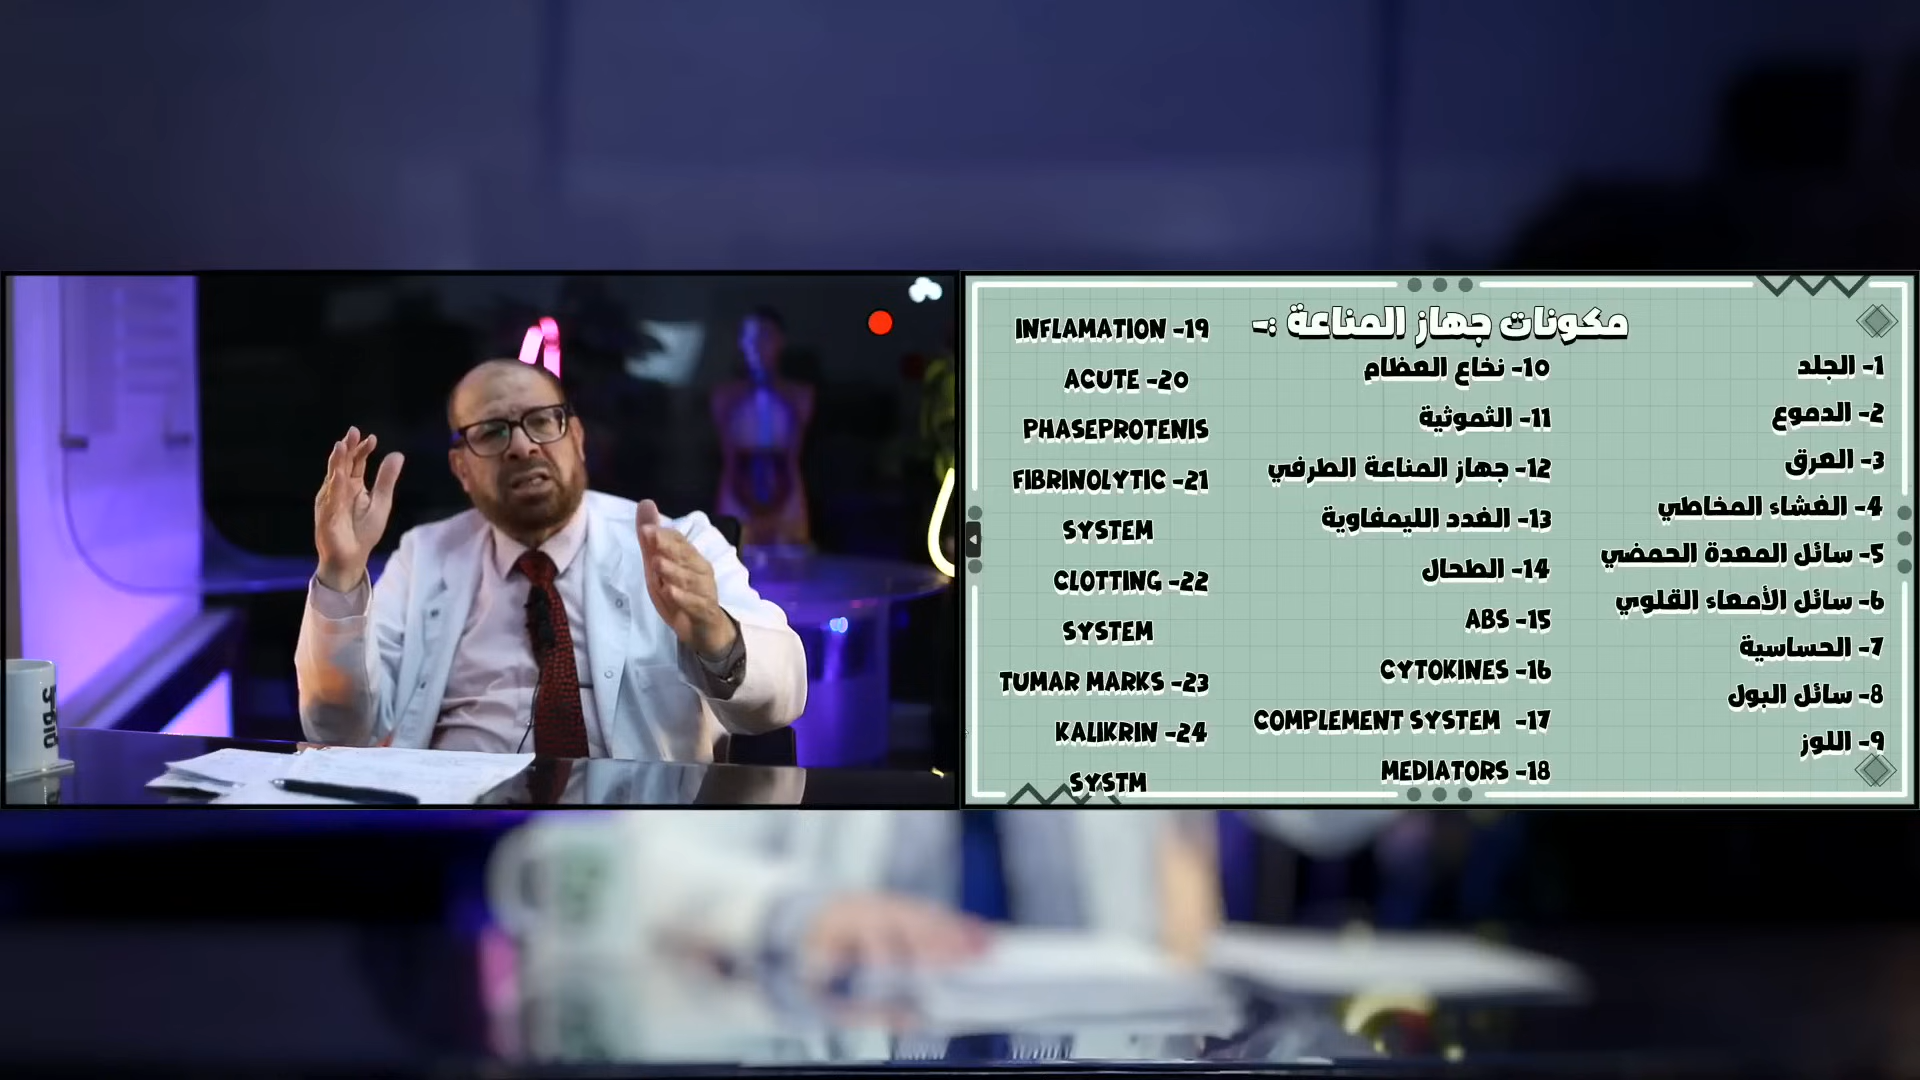 مكونات جهاز المناعة :-
1- الجلد
2- الدموع
3- العرق
4- الغشاء المخاطي
5- سائل المعدة الحمضي
6- سائل الأمعاء القلوي
7- الحساسية
8- سائل البول
9- اللوز
10- نخاع العظام
11- الثموثية
12- جهاز المناعة الطرفي
13- الغدد الليمفاوية
14- الطحال
ABS -15
CYTOKINES -16
COMPLEMENT SYSTEM -17
MEDIATORS -18
INFLAMATION -19
ACUTE -20
PHASEPROTENIS
FIBRINOLYTIC -21
SYSTEM
CLOTTING -22
SYSTEM
TUMAR MARKS -23
KALIKRIN -24
SYSTM